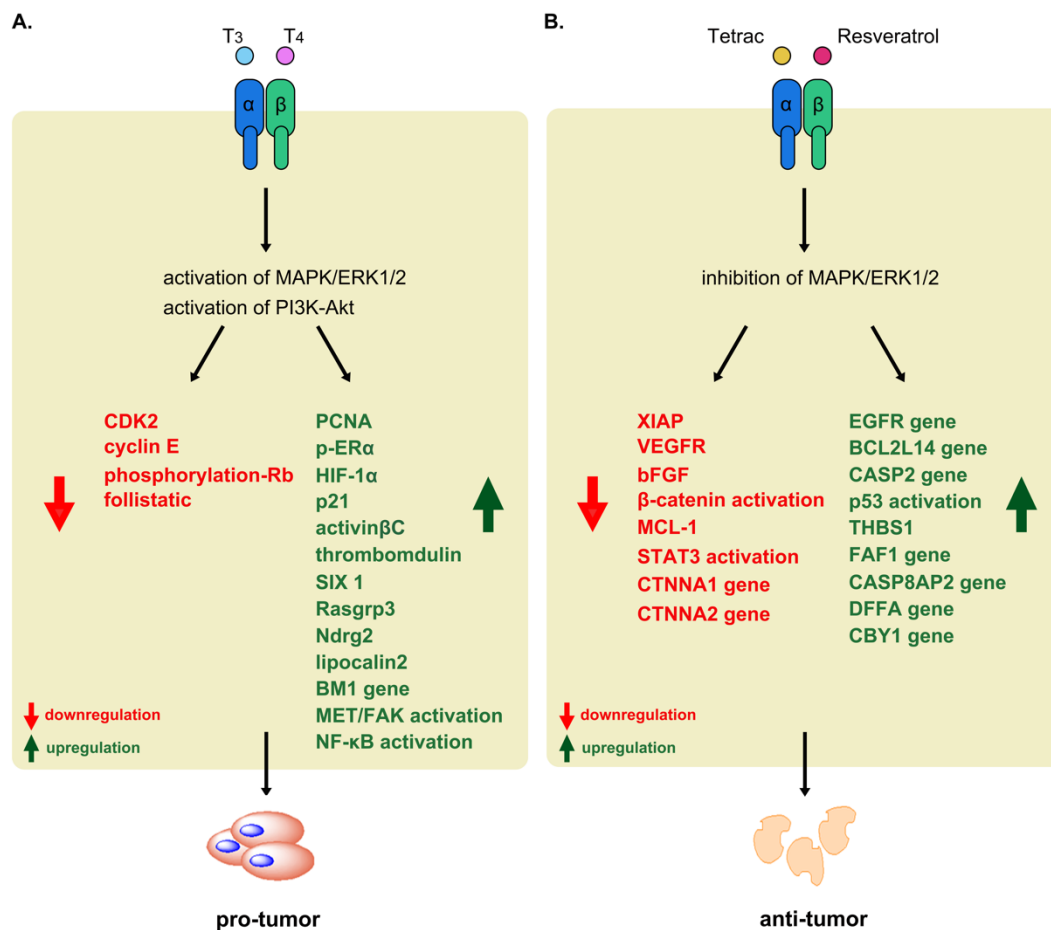 A.
T3
T4
α
β
activation of MAPK/ERK1/2
activation of PI3K-Akt
CDK2
cyclin E
phosphorylation-Rb
follistatic
PCNA
p-ERα
HIF-1α
p21
activinβC
thrombomdulin
SIX 1
Rasgrp3
Ndrg2
lipocalin2
BM1 gene
MET/FAK activation
NF-κB activation
downregulation
upregulation
pro-tumor
B.
Tetrac
Resveratrol
α
β
inhibition of MAPK/ERK1/2
XIAP
VEGFR
bFGF
β-catenin activation
MCL-1
STAT3 activation
CTNNA1 gene
CTNNA2 gene
EGFR gene
BCL2L14 gene
CASP2 gene
p53 activation
THBS1
FAF1 gene
CASP8AP2 gene
DFFA gene
CBY1 gene
downregulation
upregulation
anti-tumor